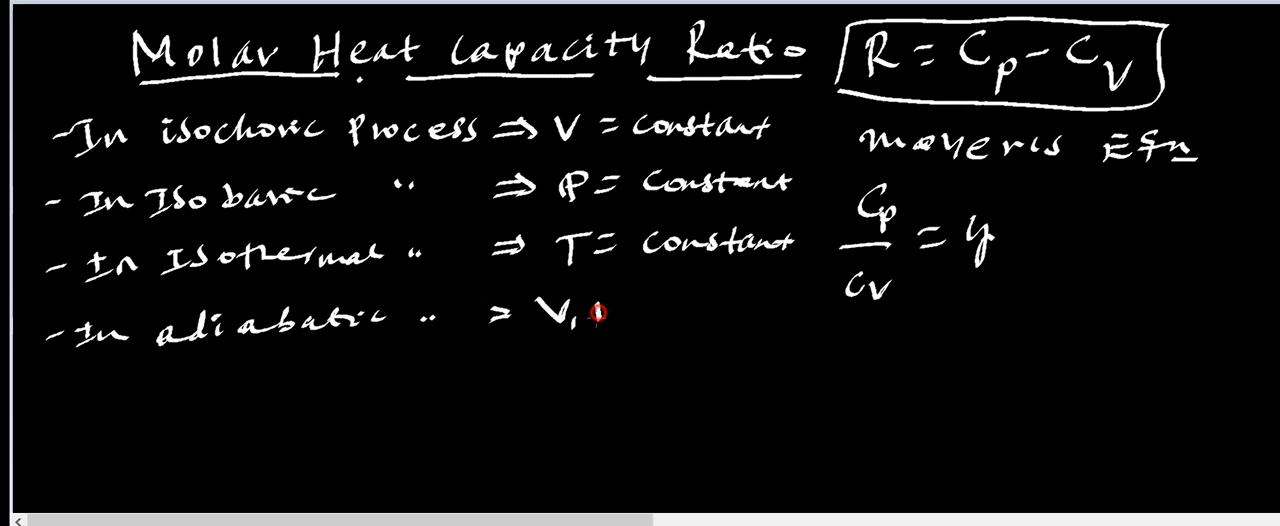 Molar Heat Capacity Ratio R = Cp - Cv
- In isochoric Process ⇒ V = constant
mayeris Eqn
- In Isobaric " ⇒ P = Constant
Cp/Cv = γ
- In Isothermal " ⇒ T = constant
- In adiabatic " > V,